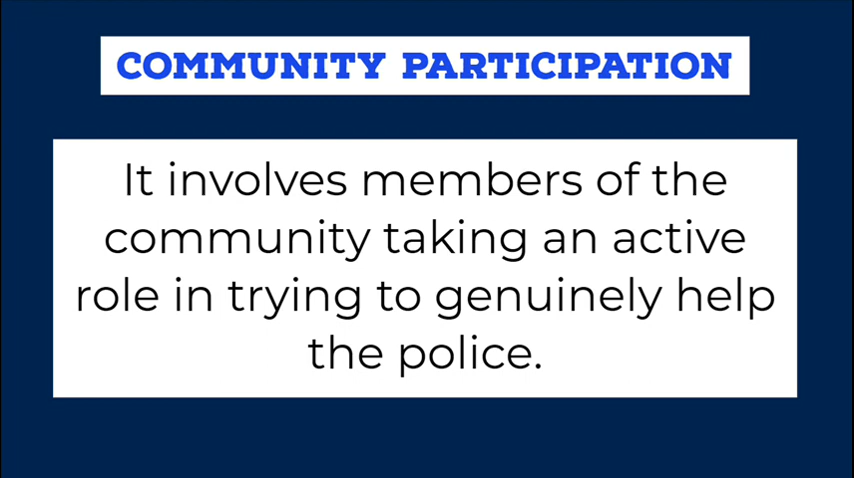 COMMUNITY PARTICIPATION
It involves members of the
community taking an active
role in trying to genuinely help
the police.